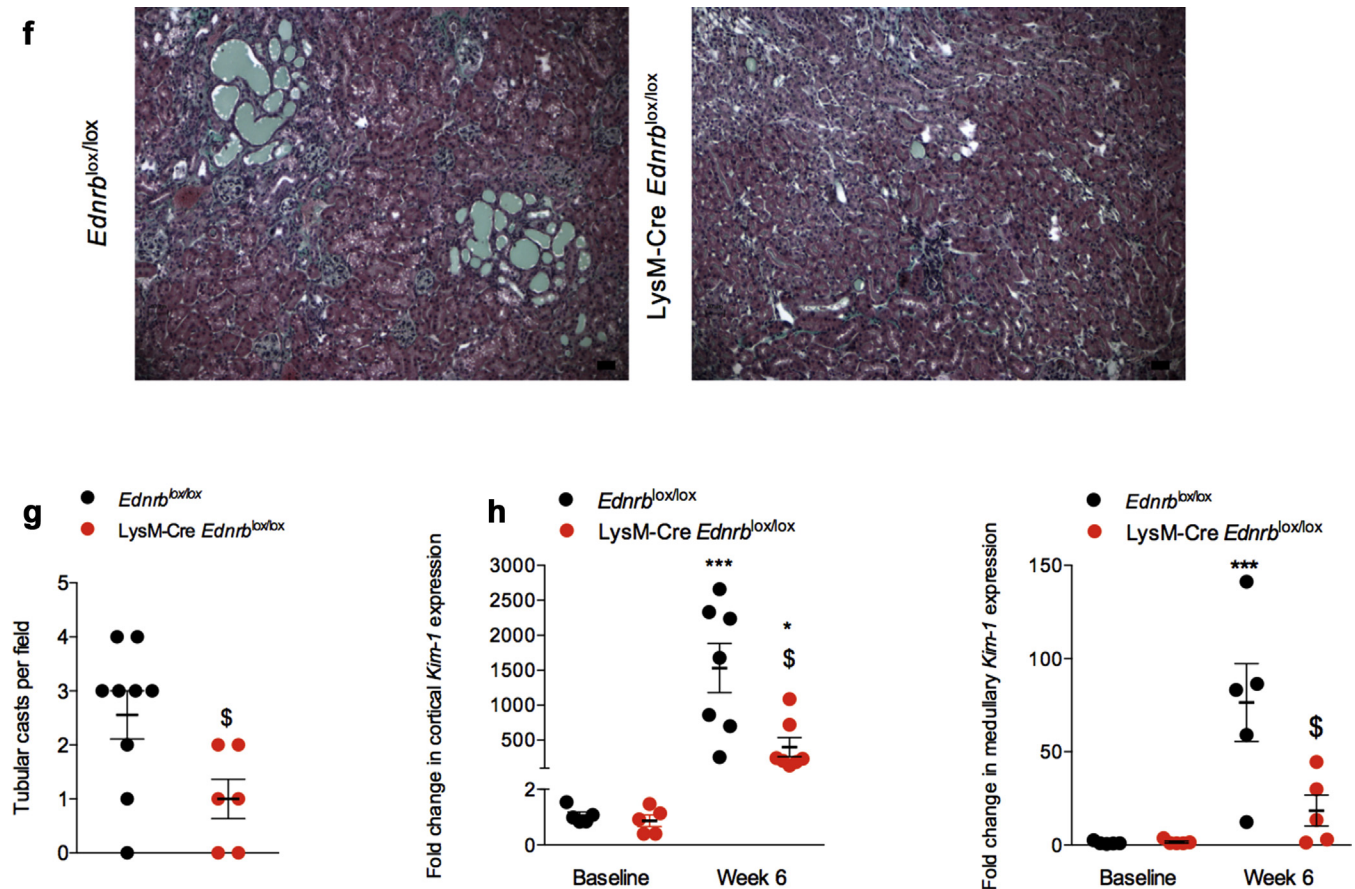 f
Ednrblox/lox
LysM-Cre Ednrblox/lox
g
Ednrblox/lox
LysM-Cre Ednrblox/lox
Tubular casts per field
5
4
3
2
1
0
$
h
Ednrblox/lox
LysM-Cre Ednrblox/lox
Fold change in cortical Kim-1 expression
3000
2500
2000
1500
1000
500
2
0
***
*
$
Baseline
Week 6
Ednrblox/lox
LysM-Cre Ednrblox/lox
Fold change in medullary Kim-1 expression
150
100
50
0
***
$
Baseline
Week 6